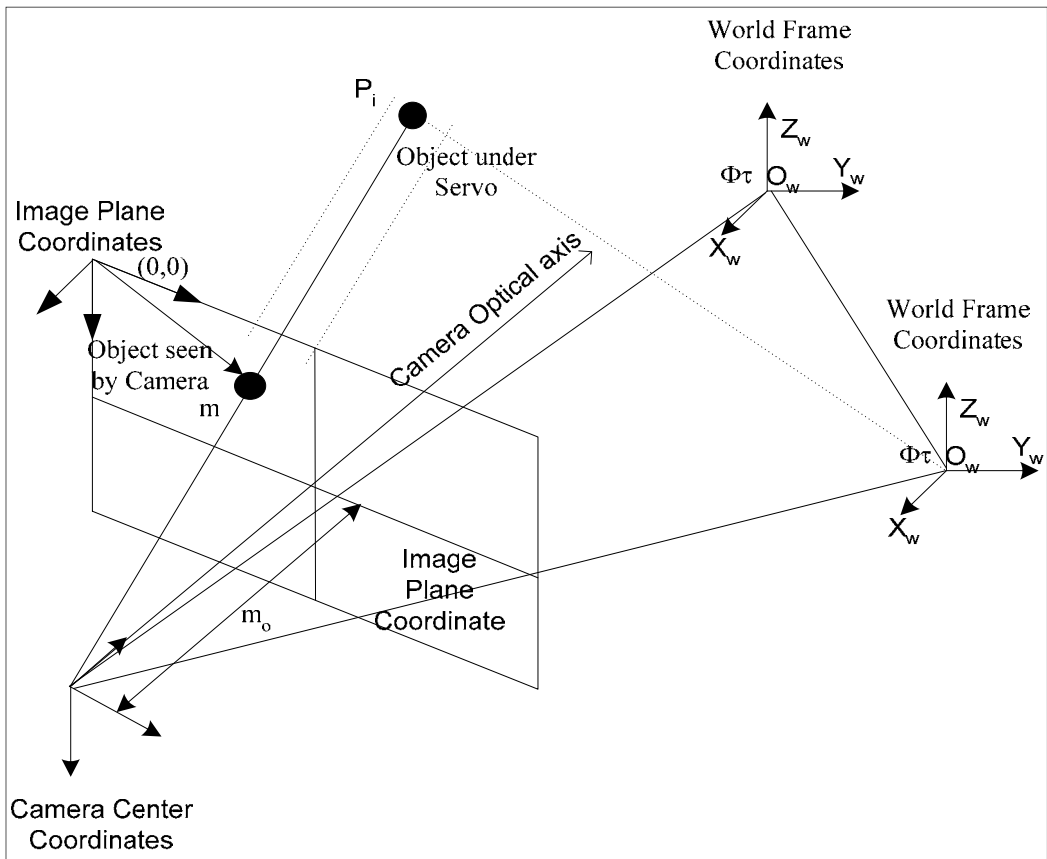 World Frame
Coordinates
P_i
Z_w
Object under
Servo
Φτ
O_w
Y_w
Image Plane
Coordinates
X_w
(0,0)
Camera Optical axis
World Frame
Coordinates
Object seen
by Camera
m
Z_w
Φτ
O_w
Y_w
X_w
Image
Plane
Coordinate
m_o
Camera Center
Coordinates